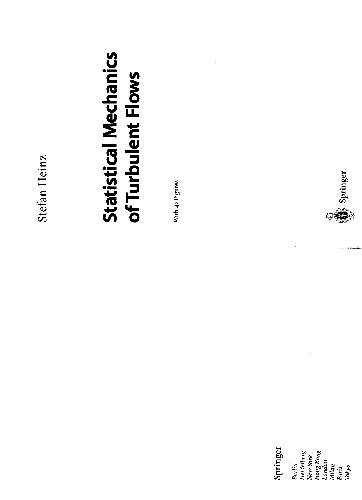 Stefan Heinz
Statistical Mechanics
of Turbulent Flows
With 42 Figures
Springer
Springer
Berlin
Heidelberg
New York
Hong Kong
London
Milan
Paris
Tokyo